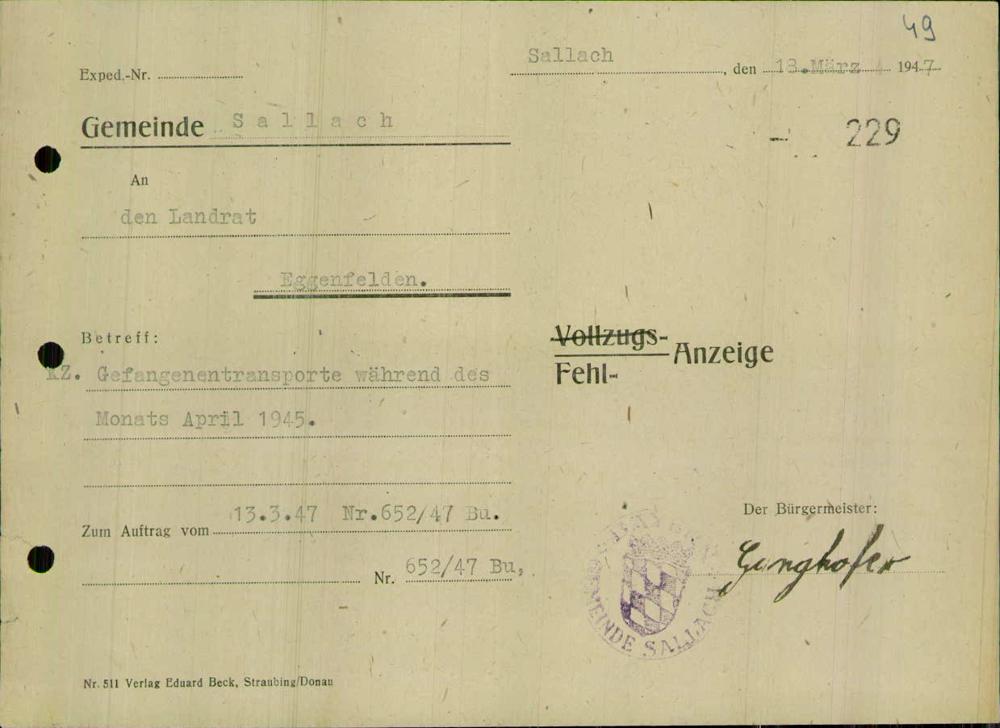 49
Sallach, den 18.März 1947
Exped.-Nr.
Gemeinde Sallach
- 229
An
den Landrat
Eggenfelden.
Betreff:
KZ. Gefangenentransporte während des
Monats April 1945.
Vollzugs-
Fehl-
Anzeige
Zum Auftrag vom 13.3.47 Nr.652/47 Bu.
Nr. 652/47 Bu,
Der Bürgermeister:
GEMEINDE SALLACH
Nr. 511 Verlag Eduard Beck, Straubing/Donau